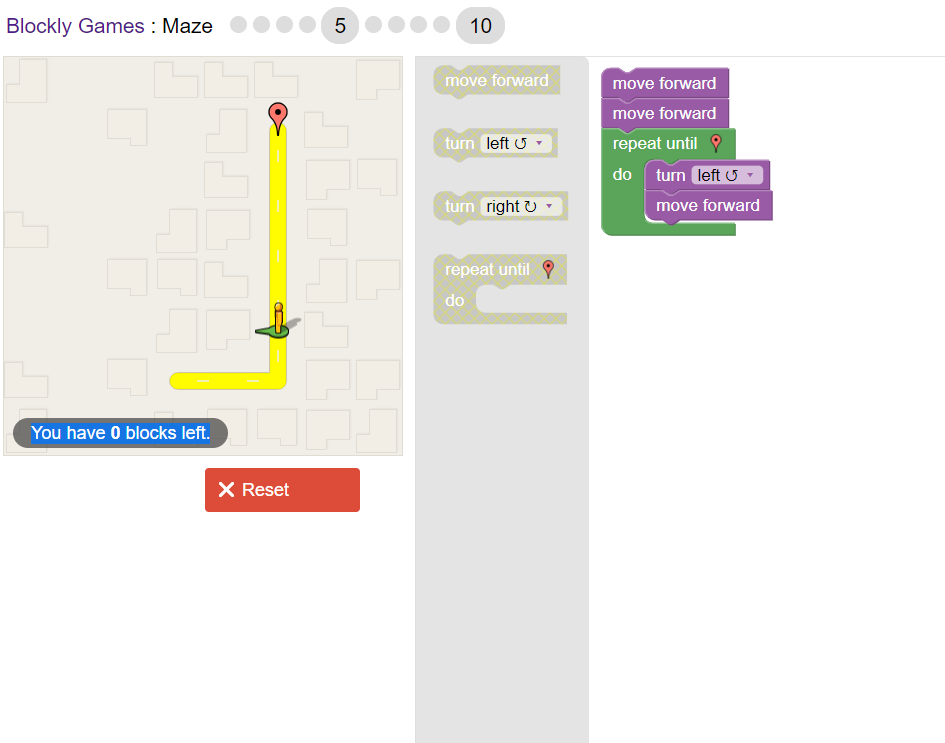 Blockly Games : Maze 5 10
move forward
turn left ↺
turn right ↻
repeat until
do
move forward
move forward
repeat until
do turn left ↺
move forward
You have 0 blocks left.
Reset